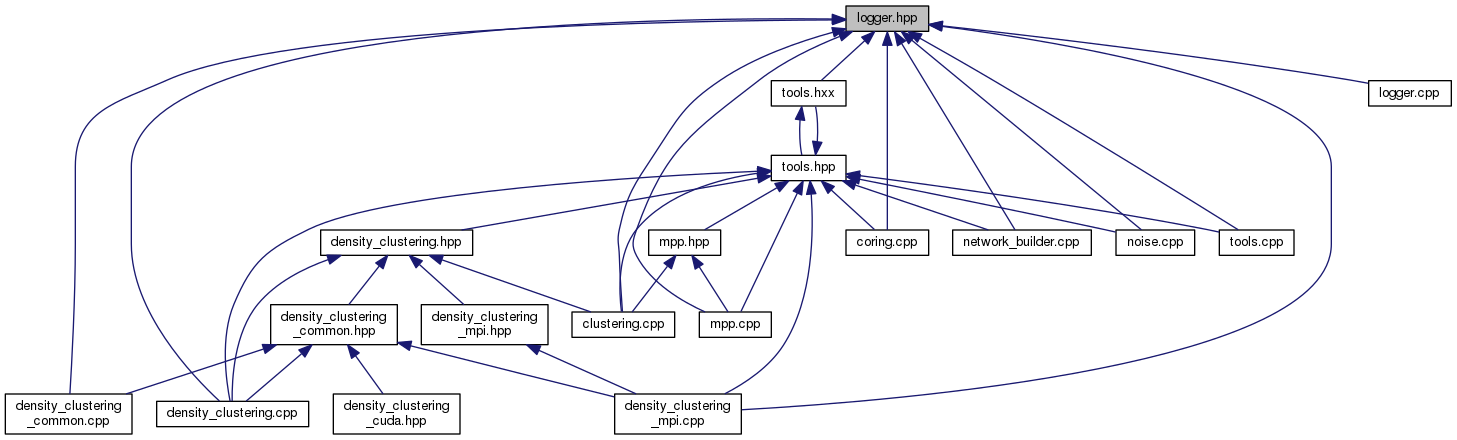 logger.hpp
tools.hxx
logger.cpp
tools.hpp
density_clustering.hpp
mpp.hpp
coring.cpp
network_builder.cpp
noise.cpp
tools.cpp
density_clustering
_common.hpp
density_clustering
_mpi.hpp
clustering.cpp
mpp.cpp
density_clustering
_common.cpp
density_clustering.cpp
density_clustering
_cuda.hpp
density_clustering
_mpi.cpp